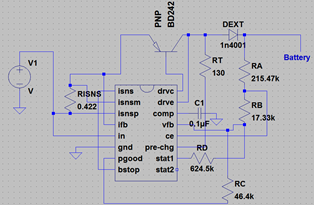 PNP
BD242
DEXT
1n4001
Battery
V1
V
RISNS
0.422
RT
130
RA
215.47k
RB
17.33k
C1
0.1µF
RD
624.5k
RC
46.4k
isns
isnsm
isnsp
ifb
in
gnd
pgood
bstop
drvc
drve
comp
vfb
ce
pre-chg
stat1
stat2